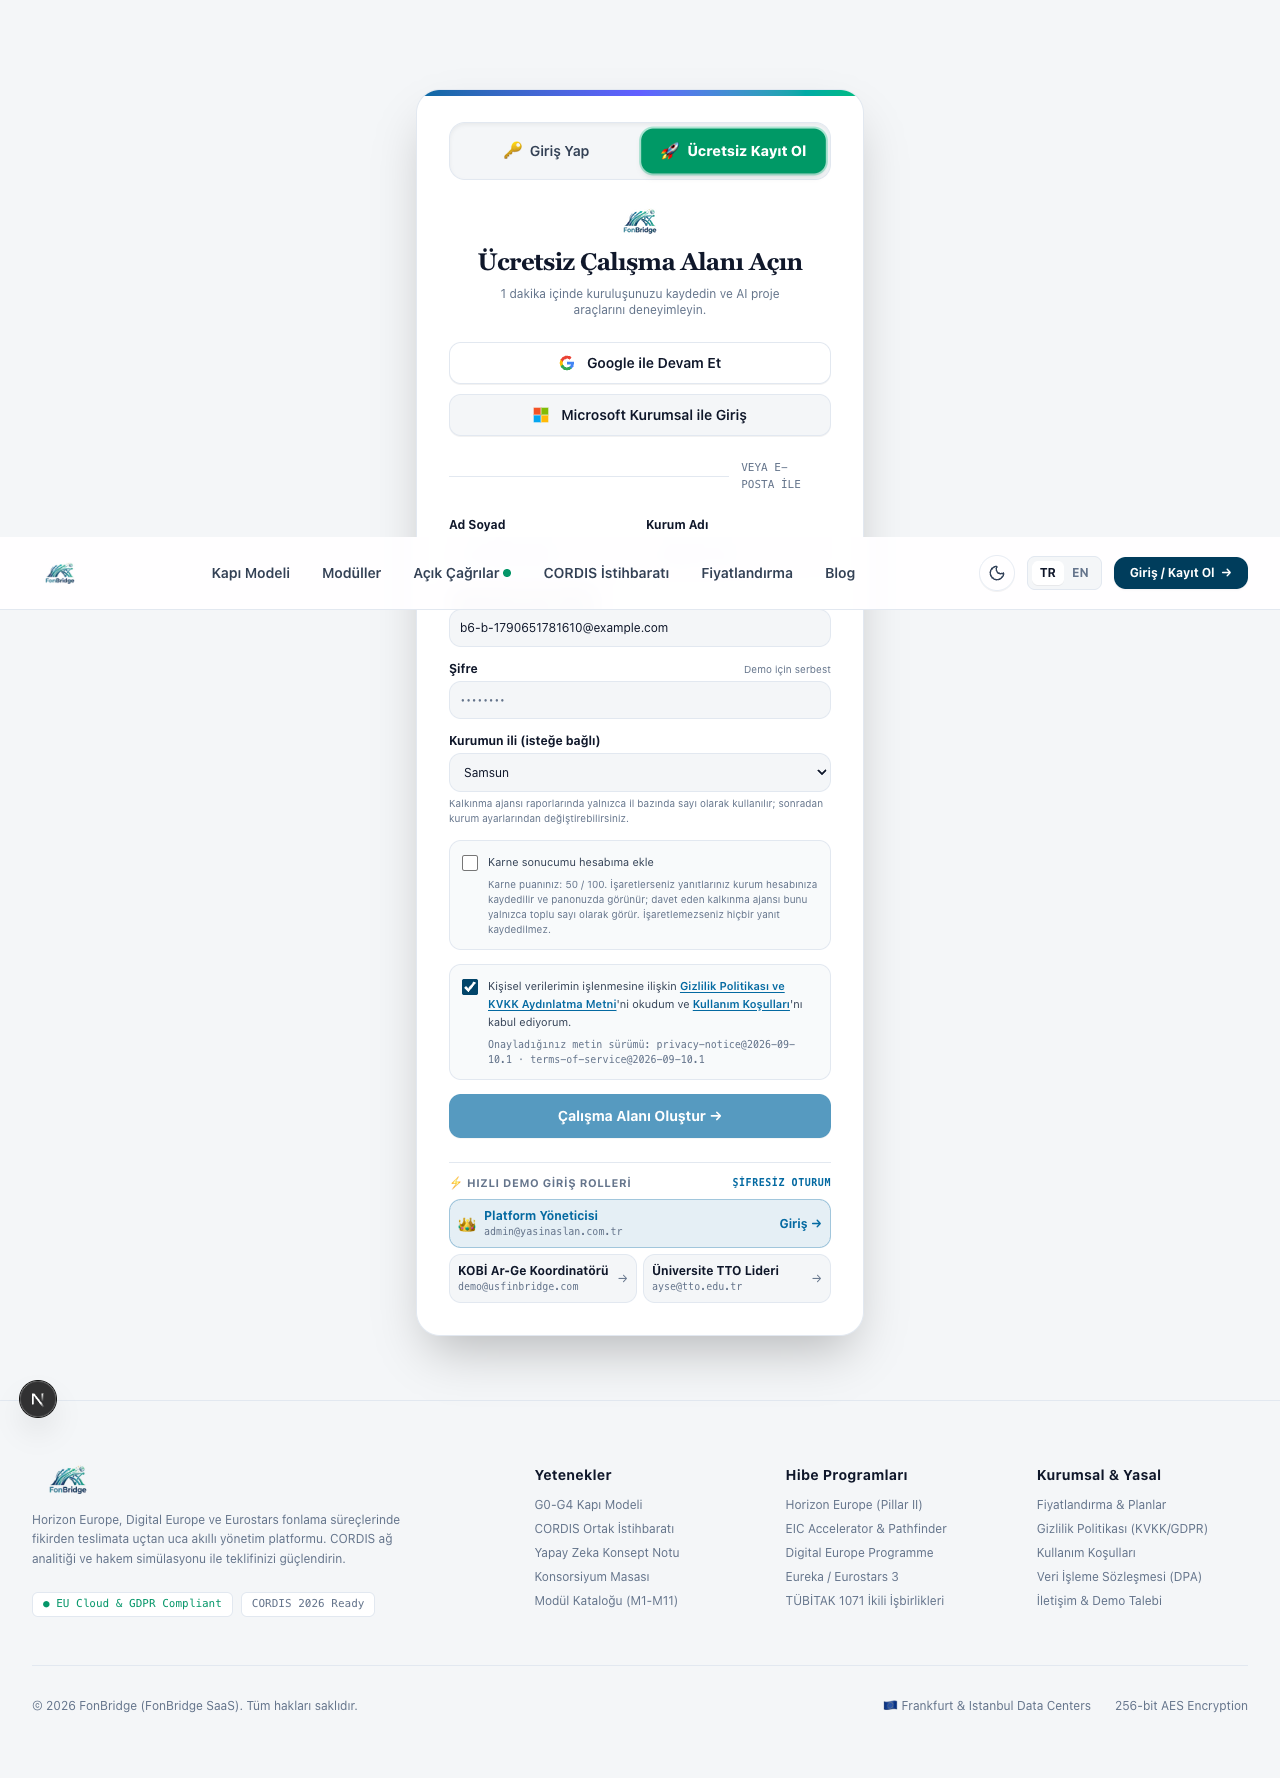 Giriş Yap
Ücretsiz Kayıt Ol
FonBridge
Ücretsiz Çalışma Alanı Açın
1 dakika içinde kuruluşunuzu kaydedin ve AI proje
araçlarını deneyimleyin.
Google ile Devam Et
Microsoft Kurumsal ile Giriş
VEYA E-
POSTA İLE
Ad Soyad
Kurum Adı
FonBridge
Kapı Modeli
Modüller
Açık Çağrılar
CORDIS İstihbaratı
Fiyatlandırma
Blog
TR
EN
Giriş / Kayıt Ol →
b6-b-1790651781610@example.com
Şifre
Demo için serbest
••••••••
Kurumun ili (isteğe bağlı)
Samsun
Kalkınma ajansı raporlarında yalnızca il bazında sayı olarak kullanılır; sonradan
kurum ayarlarından değiştirebilirsiniz.
Karne sonucumu hesabıma ekle
Karne puanınız: 50 / 100. İşaretlerseniz yanıtlarınız kurum hesabınıza
kaydedilir ve panonuzda görünür; davet eden kalkınma ajansı bunu
yalnızca toplu sayı olarak görür. İşaretlemezseniz hiçbir yanıt
kaydedilmez.
Kişisel verilerimin işlenmesine ilişkin Gizlilik Politikası ve
KVKK Aydınlatma Metni'ni okudum ve Kullanım Koşulları'nı
kabul ediyorum.
Onayladığınız metin sürümü: privacy-notice@2026-09-
10.1 · terms-of-service@2026-09-10.1
Çalışma Alanı Oluştur →
⚡ HIZLI DEMO GİRİŞ ROLLERİ
ŞİFRESİZ OTURUM
Platform Yöneticisi
admin@yasinaslan.com.tr
Giriş →
KOBİ Ar-Ge Koordinatörü
demo@usfinbridge.com
→
Üniversite TTO Lideri
ayse@tto.edu.tr
→
N
FonBridge
Horizon Europe, Digital Europe ve Eurostars fonlama süreçlerinde
fikirden teslimata uçtan uca akıllı yönetim platformu. CORDIS ağ
analitiği ve hakem simülasyonu ile teklifinizi güçlendirin.
● EU Cloud & GDPR Compliant
CORDIS 2026 Ready
Yetenekler
G0-G4 Kapı Modeli
CORDIS Ortak İstihbaratı
Yapay Zeka Konsept Notu
Konsorsiyum Masası
Modül Kataloğu (M1-M11)
Hibe Programları
Horizon Europe (Pillar II)
EIC Accelerator & Pathfinder
Digital Europe Programme
Eureka / Eurostars 3
TÜBİTAK 1071 İkili İşbirlikleri
Kurumsal & Yasal
Fiyatlandırma & Planlar
Gizlilik Politikası (KVKK/GDPR)
Kullanım Koşulları
Veri İşleme Sözleşmesi (DPA)
İletişim & Demo Talebi
© 2026 FonBridge (FonBridge SaaS). Tüm hakları saklıdır.
Frankfurt & Istanbul Data Centers
256-bit AES Encryption